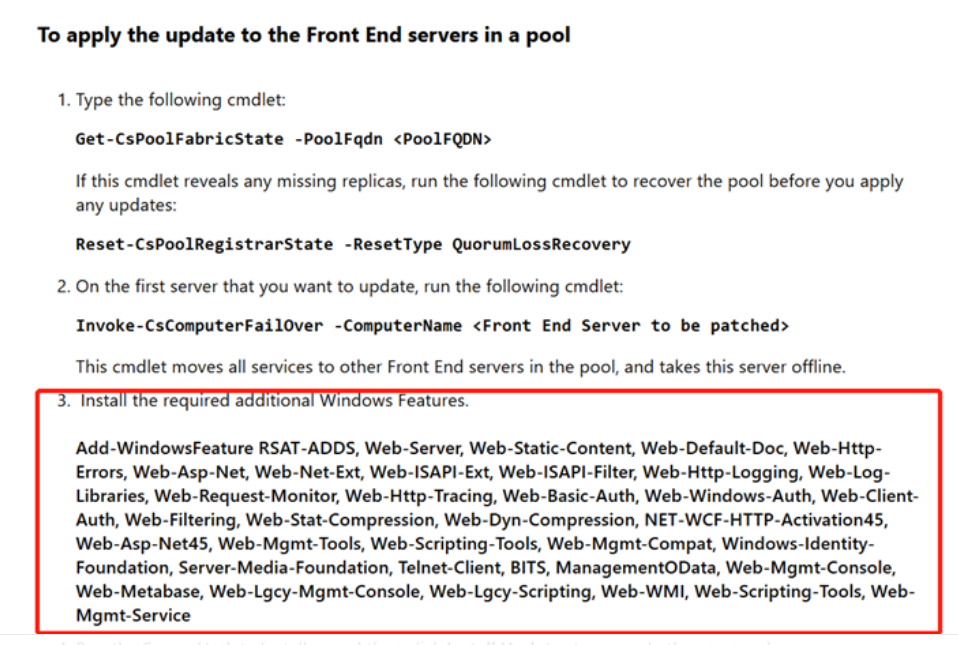 To apply the update to the Front End servers in a pool
1. Type the following cmdlet:
Get-CsPoolFabricState -PoolFqdn <PoolFQDN>
If this cmdlet reveals any missing replicas, run the following cmdlet to recover the pool before you apply
any updates:
Reset-CsPoolRegistrarState -ResetType QuorumLossRecovery
2. On the first server that you want to update, run the following cmdlet:
Invoke-CsComputerFailOver -ComputerName <Front End Server to be patched>
This cmdlet moves all services to other Front End servers in the pool, and takes this server offline.
3. Install the required additional Windows Features.
Add-WindowsFeature RSAT-ADDS, Web-Server, Web-Static-Content, Web-Default-Doc, Web-Http-
Errors, Web-Asp-Net, Web-Net-Ext, Web-ISAPI-Ext, Web-ISAPI-Filter, Web-Http-Logging, Web-Log-
Libraries, Web-Request-Monitor, Web-Http-Tracing, Web-Basic-Auth, Web-Windows-Auth, Web-Client-
Auth, Web-Filtering, Web-Stat-Compression, Web-Dyn-Compression, NET-WCF-HTTP-Activation45,
Web-Asp-Net45, Web-Mgmt-Tools, Web-Scripting-Tools, Web-Mgmt-Compat, Windows-Identity-
Foundation, Server-Media-Foundation, Telnet-Client, BITS, ManagementOData, Web-Mgmt-Console,
Web-Metabase, Web-Lgcy-Mgmt-Console, Web-Lgcy-Scripting, Web-WMI, Web-Scripting-Tools, Web-
Mgmt-Service